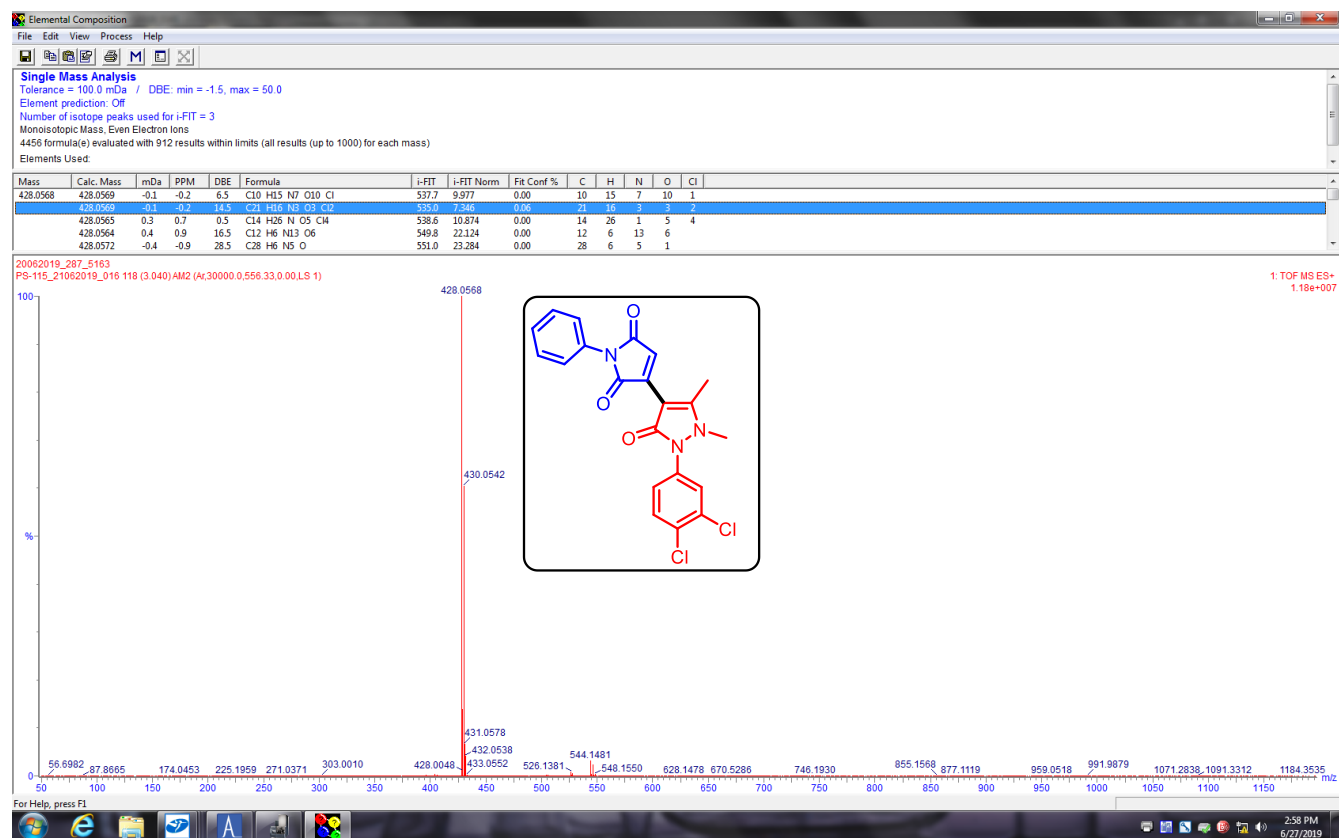 Elemental Composition
File Edit View Process Help
Single Mass Analysis
Tolerance = 100.0 mDa / DBE: min = -1.5, max = 50.0
Element prediction: Off
Number of isotope peaks used for i-FIT = 3
Monoisotopic Mass, Even Electron Ions
4456 formula(e) evaluated with 912 results within limits (all results (up to 1000) for each mass)
Elements Used:
Mass Calc. Mass mDa PPM DBE Formula i-FIT i-FIT Norm Fit Conf % C H N O Cl
428.0568 428.0569 -0.1 -0.2 6.5 C10 H15 N7 O10 Cl 537.7 9.977 0.00 10 15 7 10 1
428.0569 -0.1 -0.2 14.5 C21 H16 N3 O3 Cl2 535.0 7.346 0.06 21 16 3 3 2
428.0565 0.3 0.7 0.5 C14 H26 N O5 Cl4 538.6 10.874 0.00 14 26 1 5 4
428.0564 0.4 0.9 16.5 C12 H6 N13 O6 549.8 22.124 0.00 12 6 13 6
428.0572 -0.4 -0.9 28.5 C28 H6 N5 O 551.0 23.284 0.00 28 6 5 1
20062019_287_5163
PS-115_21062019_016 118 (3.040) AM2 (Ar,30000.0,556.33,0.00,LS 1)
1: TOF MS ES+
1.18e+007
100
428.0568
O
N
O
O
N
N
Cl
Cl
430.0542
%
431.0578
432.0538
433.0552
428.0048
56.6982 87.8665 174.0453 225.1959 271.0371 303.0010 526.1381 544.1481 548.1550 628.1478 670.5286 746.1930 855.1568 877.1119 959.0518 991.9879 1071.2838 1091.3312 1184.3535
0
m/z
50 100 150 200 250 300 350 400 450 500 550 600 650 700 750 800 850 900 950 1000 1050 1100 1150
For Help, press F1
2:58 PM
6/27/2019